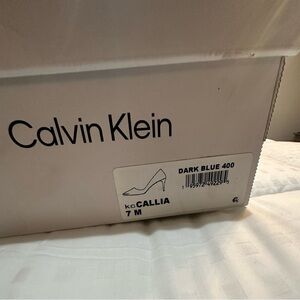 Calvin Klein
DARK BLUE 400
kcCALLIA
7 M